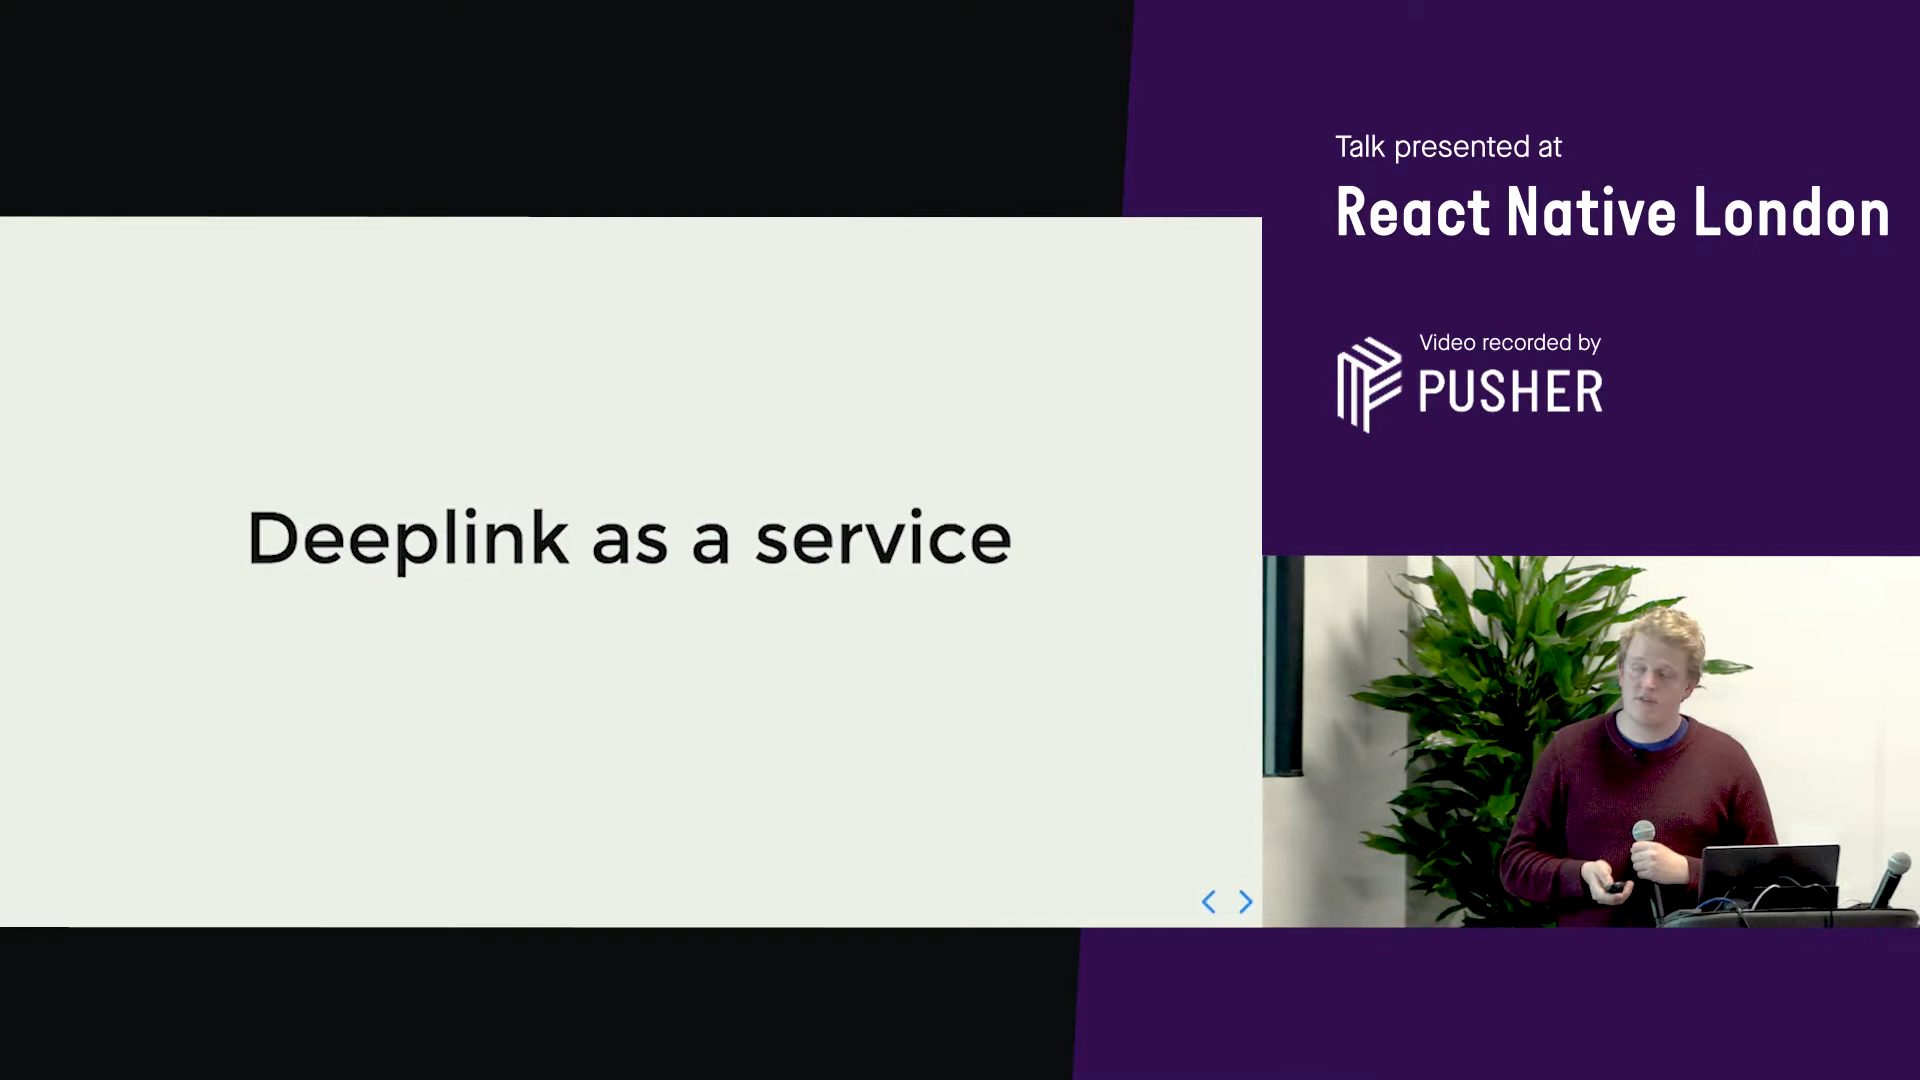 Talk presented at
React Native London
Video recorded by
PUSHER
Deeplink as a service